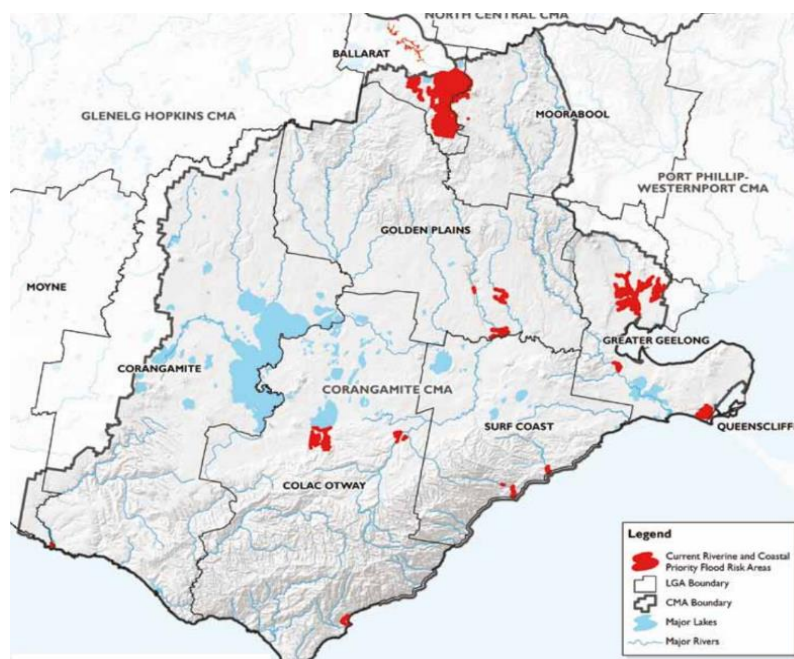 NORTH CENTRAL CMA
BALLARAT
GLENELG HOPKINS CMA
MOORABOOL
PORT PHILLIP-
WESTERNPORT CMA
GOLDEN PLAINS
MOYNE
GREATER GEELONG
CORANGAMITE
CORANGAMITE CMA
SURF COAST
QUEENSCLIFFE
COLAC OTWAY
Legend
Current Riverine and Coastal
Priority Flood Risk Areas
LGA Boundary
CMA Boundary
Major Lakes
Major Rivers